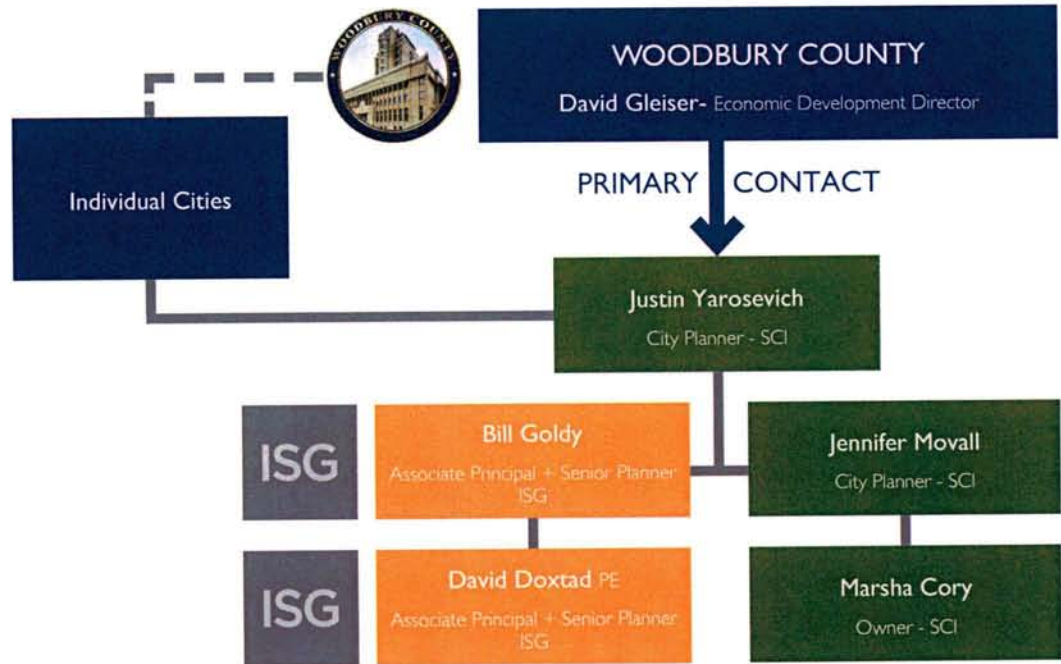 WOODBURY COUNTY
WOODBURY COUNTY
David Gleiser- Economic Development Director
Individual Cities
PRIMARY CONTACT
Justin Yarosevich
City Planner - SCI
ISG
Bill Goldy
Associate Principal + Senior Planner
ISG
Jennifer Movall
City Planner - SCI
ISG
David Doxtad PE
Associate Principal + Senior Planner
ISG
Marsha Cory
Owner - SCI